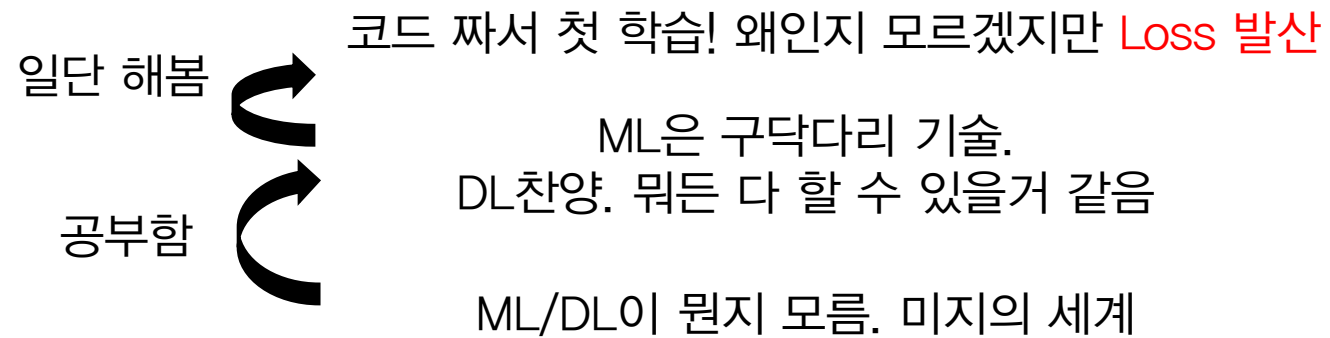 코드 짜서 첫 학습! 왜인지 모르겠지만 Loss 발산
일단 해봄
ML은 구닥다리 기술.
DL찬양. 뭐든 다 할 수 있을거 같음
공부함
ML/DL이 뭔지 모름. 미지의 세계